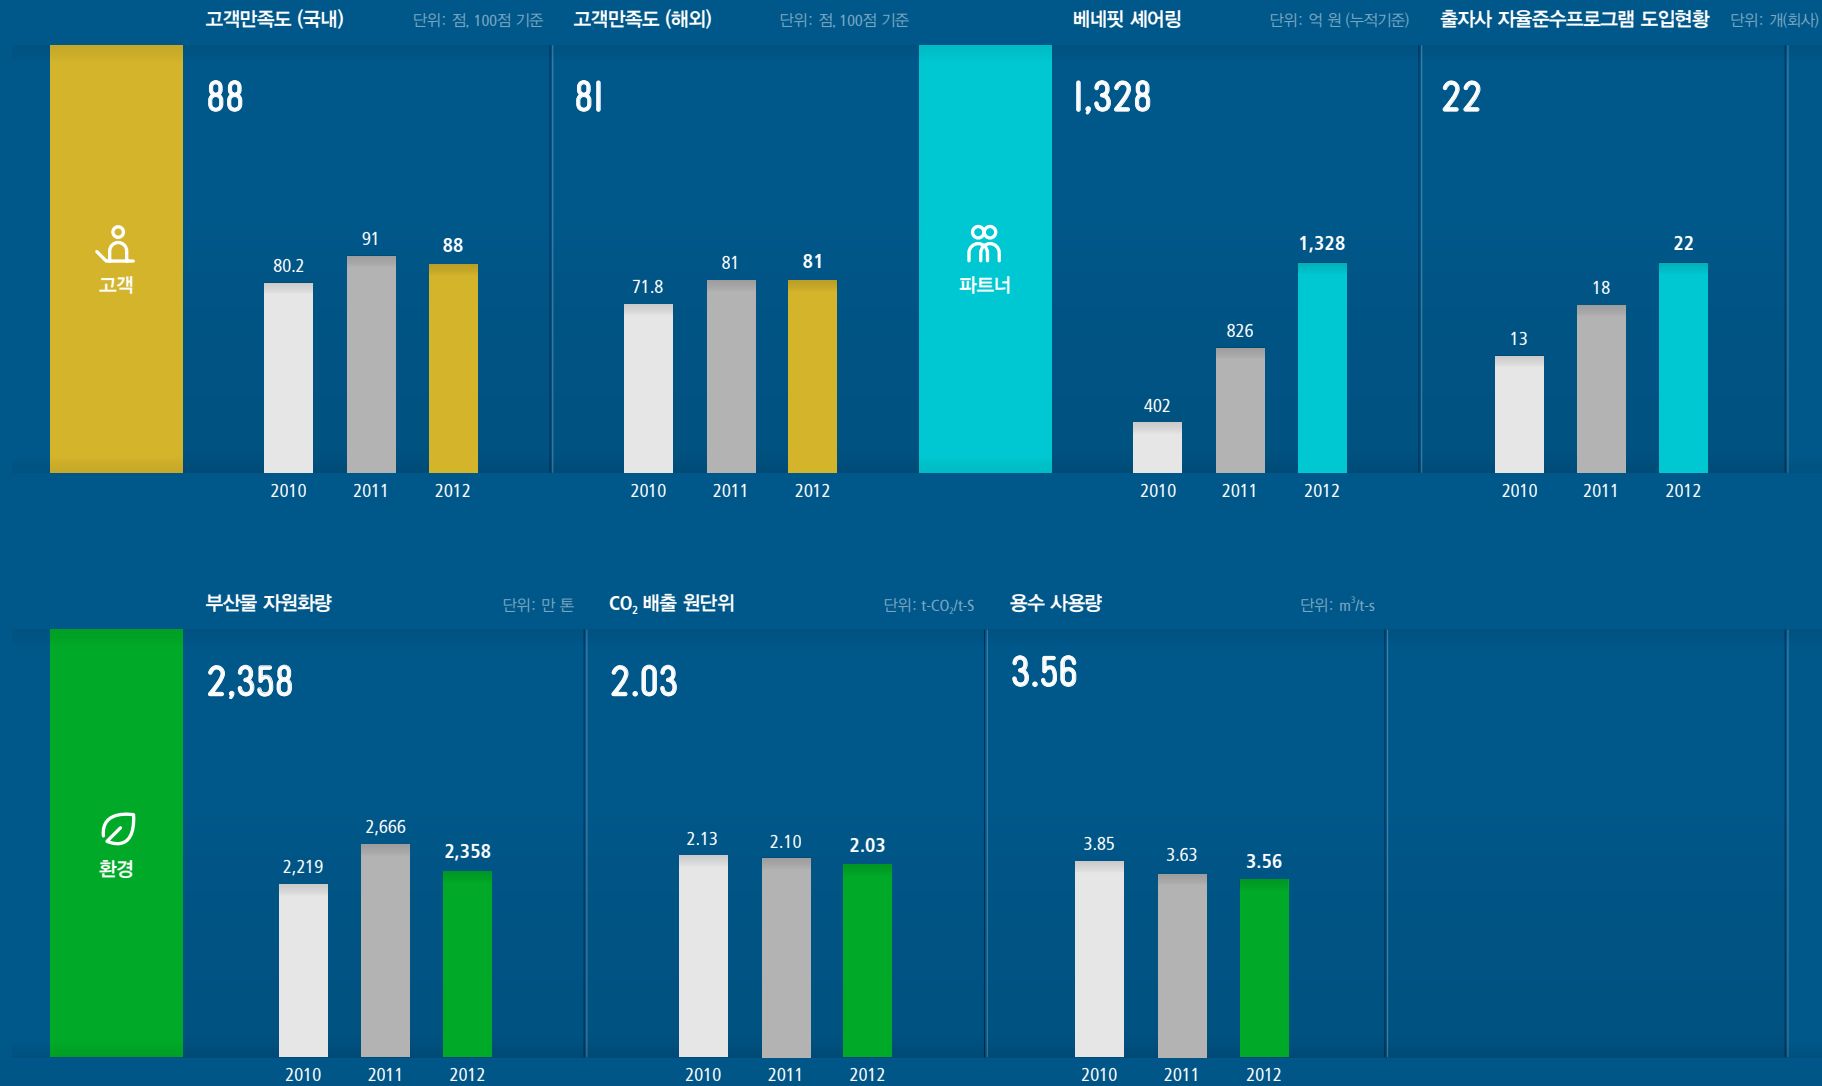 고객만족도 (국내) 단위: 점, 100점 기준
88
고객
80.2 91 88
2010 2011 2012
고객만족도 (해외) 단위: 점, 100점 기준
81
71.8 81 81
2010 2011 2012
베네핏 셰어링 단위: 억 원 (누적기준)
1,328
파트너
402 826 1,328
2010 2011 2012
출자사 자율준수프로그램 도입현황 단위: 개(회사)
22
13 18 22
2010 2011 2012
부산물 자원화량 단위: 만 톤
2,358
환경
2,219 2,666 2,358
2010 2011 2012
CO₂ 배출 원단위 단위: t-CO₂/t-S
2.03
2.13 2.10 2.03
2010 2011 2012
용수 사용량 단위: m³/t-s
3.56
3.85 3.63 3.56
2010 2011 2012